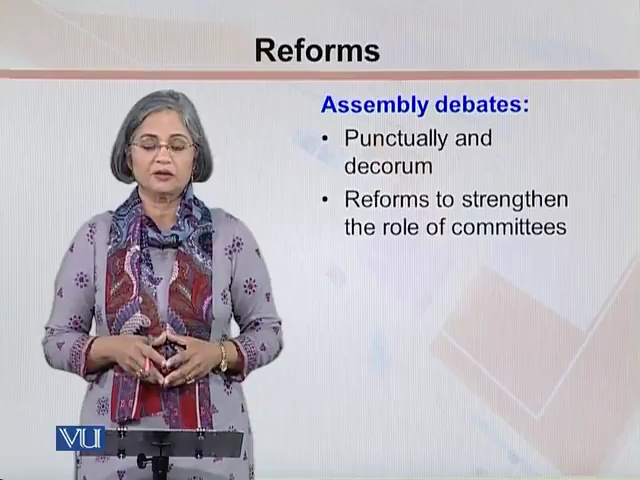 Reforms
Assembly debates:
• Punctually and
decorum
• Reforms to strengthen
the role of committees
VU